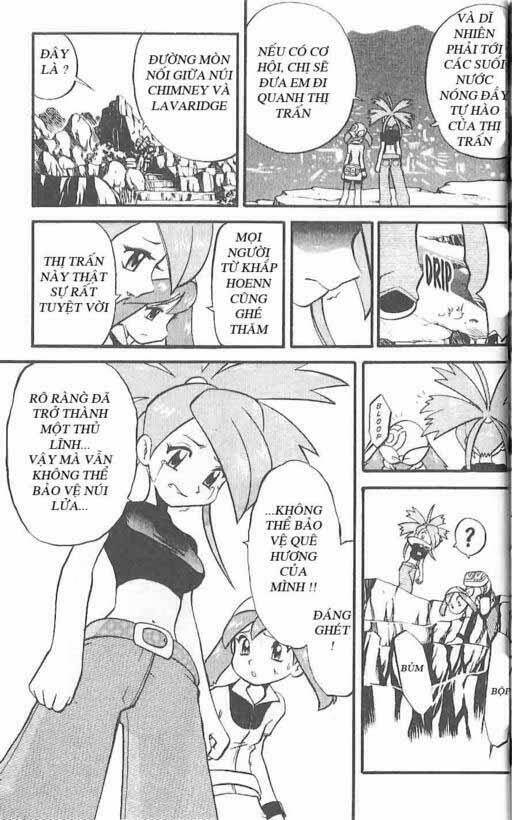 VÀ DĨ
NHIÊN
PHẢI TỚI
CÁC SUỐI
NƯỚC
NÓNG ĐẦY
TỰ HÀO
CỦA THỊ
TRẤN
NẾU CÓ CƠ
HỘI, CHỊ SẼ
ĐƯA EM ĐI
QUANH THỊ
TRẤN
ĐƯỜNG MÒN
NỐI GIỮA NÚI
CHIMNEY VÀ
LAVARIDGE
ĐÂY
LÀ ?
DRIP
MỌI
NGƯỜI
TỪ KHẮP
HOENN
CŨNG
GHÉ
THĂM
THỊ TRẤN
NÀY THẬT
SỰ RẤT
TUYỆT VỜI
BLOOP
?
BỘP
BÙM
RÕ RÀNG ĐÃ
TRỞ THÀNH
MỘT THỦ
LĨNH...
VẬY MÀ VẪN
KHÔNG THỂ
BẢO VỆ NÚI
LỬA...
...KHÔNG
THỂ BẢO
VỆ QUÊ
HƯƠNG
CỦA
MÌNH !!
ĐÁNG
GHÉT !